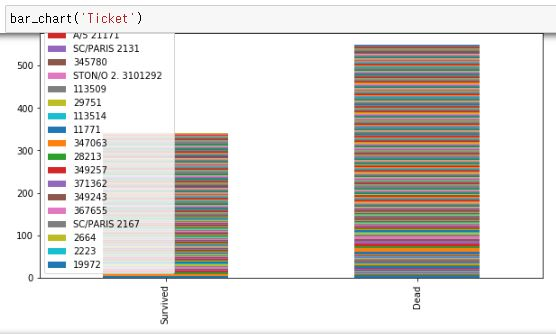 bar_chart('Ticket')
A/5 21171
SC/PARIS 2131
345780
STON/O 2. 3101292
113509
29751
113514
11771
347063
28213
349257
371362
349243
367655
SC/PARIS 2167
2664
2223
19972
500
400
300
200
100
0
Survived
Dead